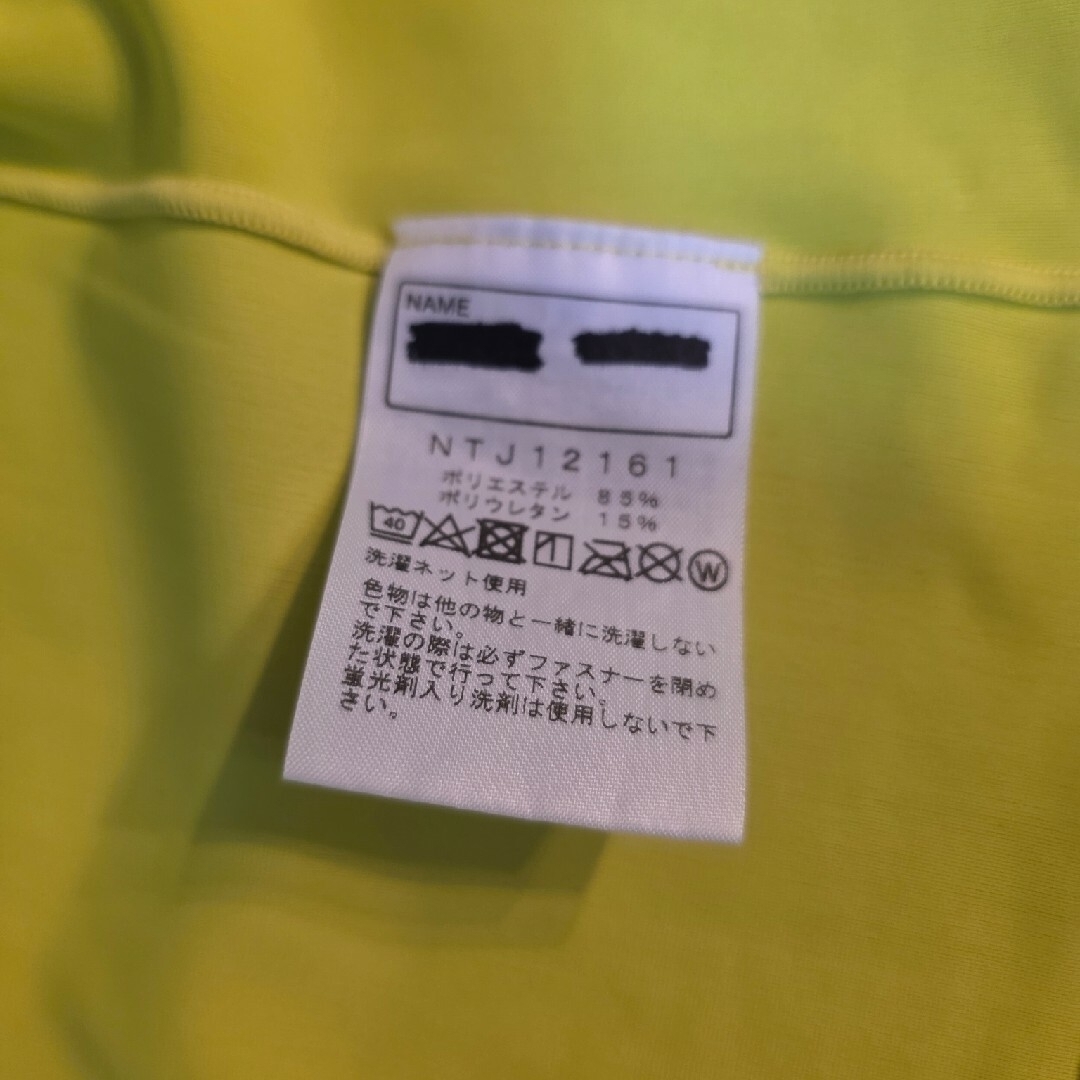 NAME
NTJ12161
ポリエステル 85%
ポリウレタン 15%
40 W
洗濯ネット使用
色物は他の物と一緒に洗濯しない
で下さい。
洗濯の際は必ずファスナーを閉め
た状態で行って下さい。
蛍光剤入り洗剤は使用しないで下
さい。